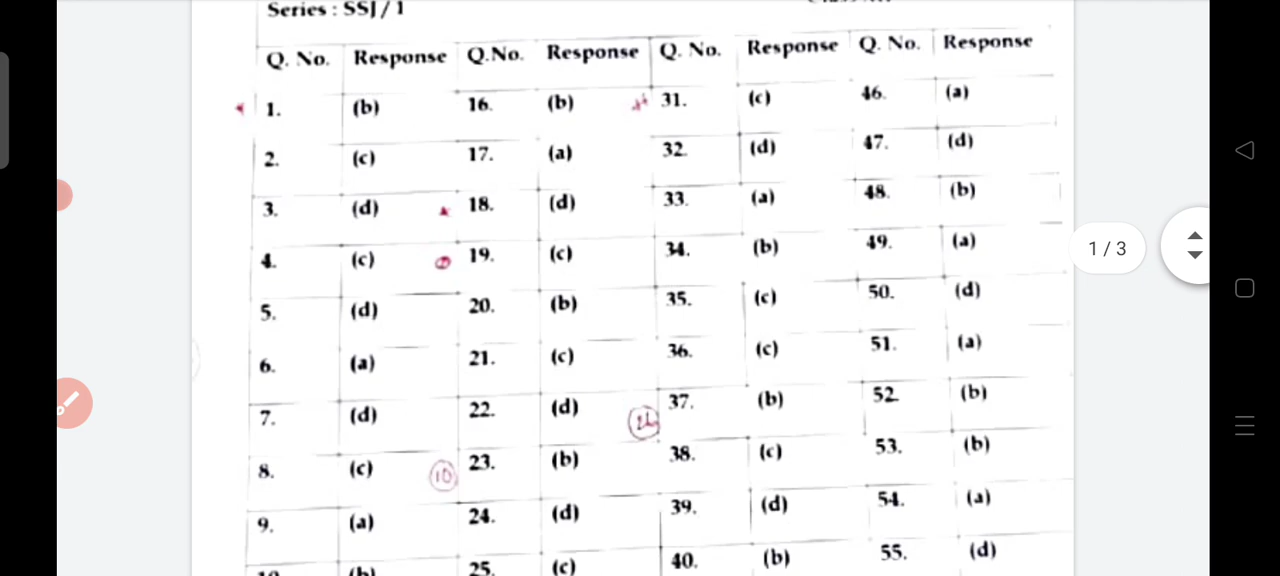 Series : SSJ / 1
Q. No. Response Q.No. Response Q. No. Response Q. No. Response
1. (b) 16. (b) 31. (c) 46. (a)
2. (c) 17. (a) 32. (d) 47. (d)
3. (d) 18. (d) 33. (a) 48. (b)
4. (c) 19. (c) 34. (b) 49. (a)
5. (d) 20. (b) 35. (c) 50. (d)
6. (a) 21. (c) 36. (c) 51. (a)
7. (d) 22. (d) 37. (b) 52. (b)
8. (c) 10 23. (b) 38. (c) 53. (b)
9. (a) 24. (d) 39. (d) 54. (a)
10. (b) 25. (c) 40. (b) 55. (d)
1 / 3